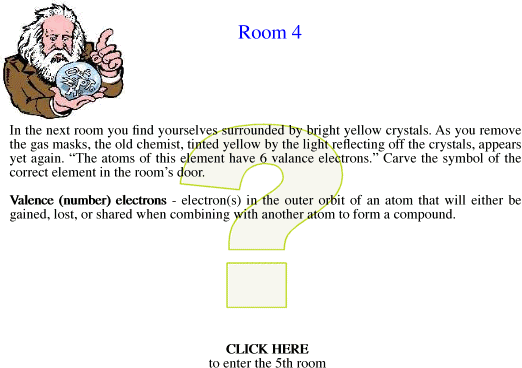 Room 4
In the next room you find yourselves surrounded by bright yellow crystals. As you remove
the gas masks, the old chemist, tinted yellow by the light reflecting off the crystals, appears
yet again. “The atoms of this element have 6 valance electrons.” Carve the symbol of the
correct element in the room’s door.
Valence (number) electrons - electron(s) in the outer orbit of an atom that will either be
gained, lost, or shared when combining with another atom to form a compound.
?
CLICK HERE
to enter the 5th room